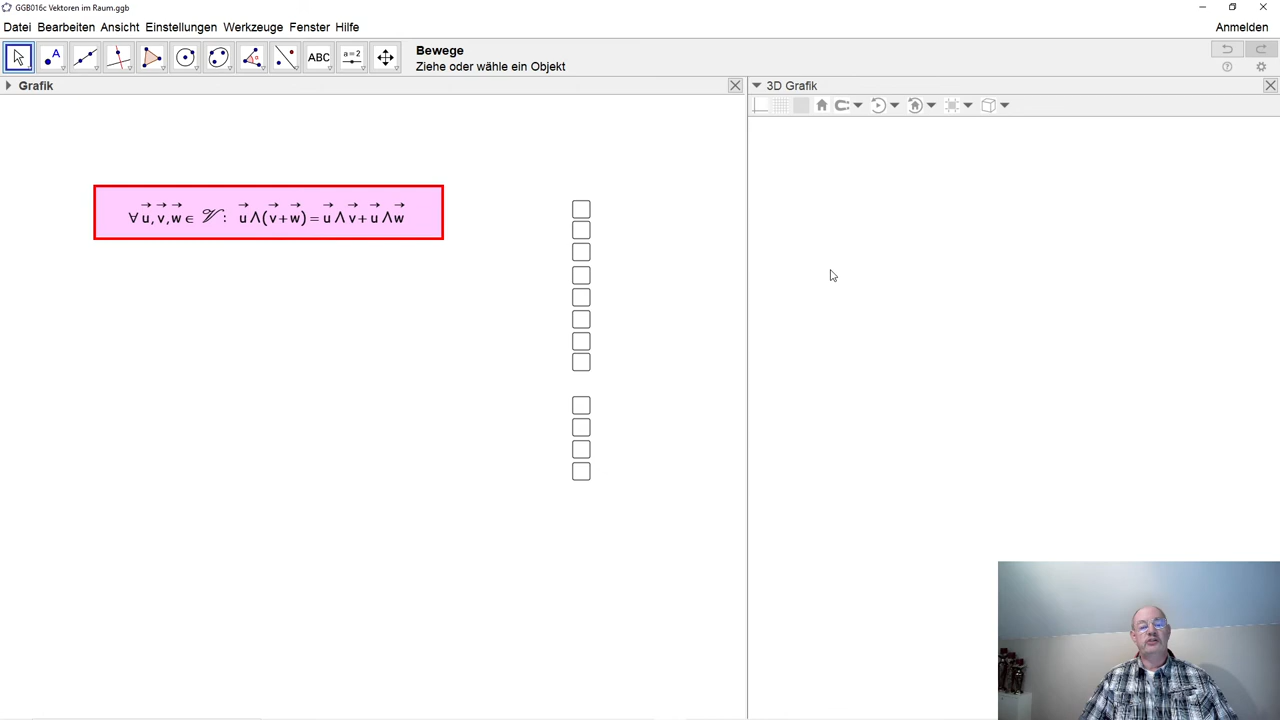 GGB016c Vektoren im Raum.ggb
Datei Bearbeiten Ansicht Einstellungen Werkzeuge Fenster Hilfe Anmelden
A ABC a=2
Bewege
Ziehe oder wähle ein Objekt
Grafik
3D Grafik
∀ u⃗, v⃗, w⃗ ∈ 𝒱 : u⃗ ∧ (v⃗ + w⃗) = u⃗ ∧ v⃗ + u⃗ ∧ w⃗